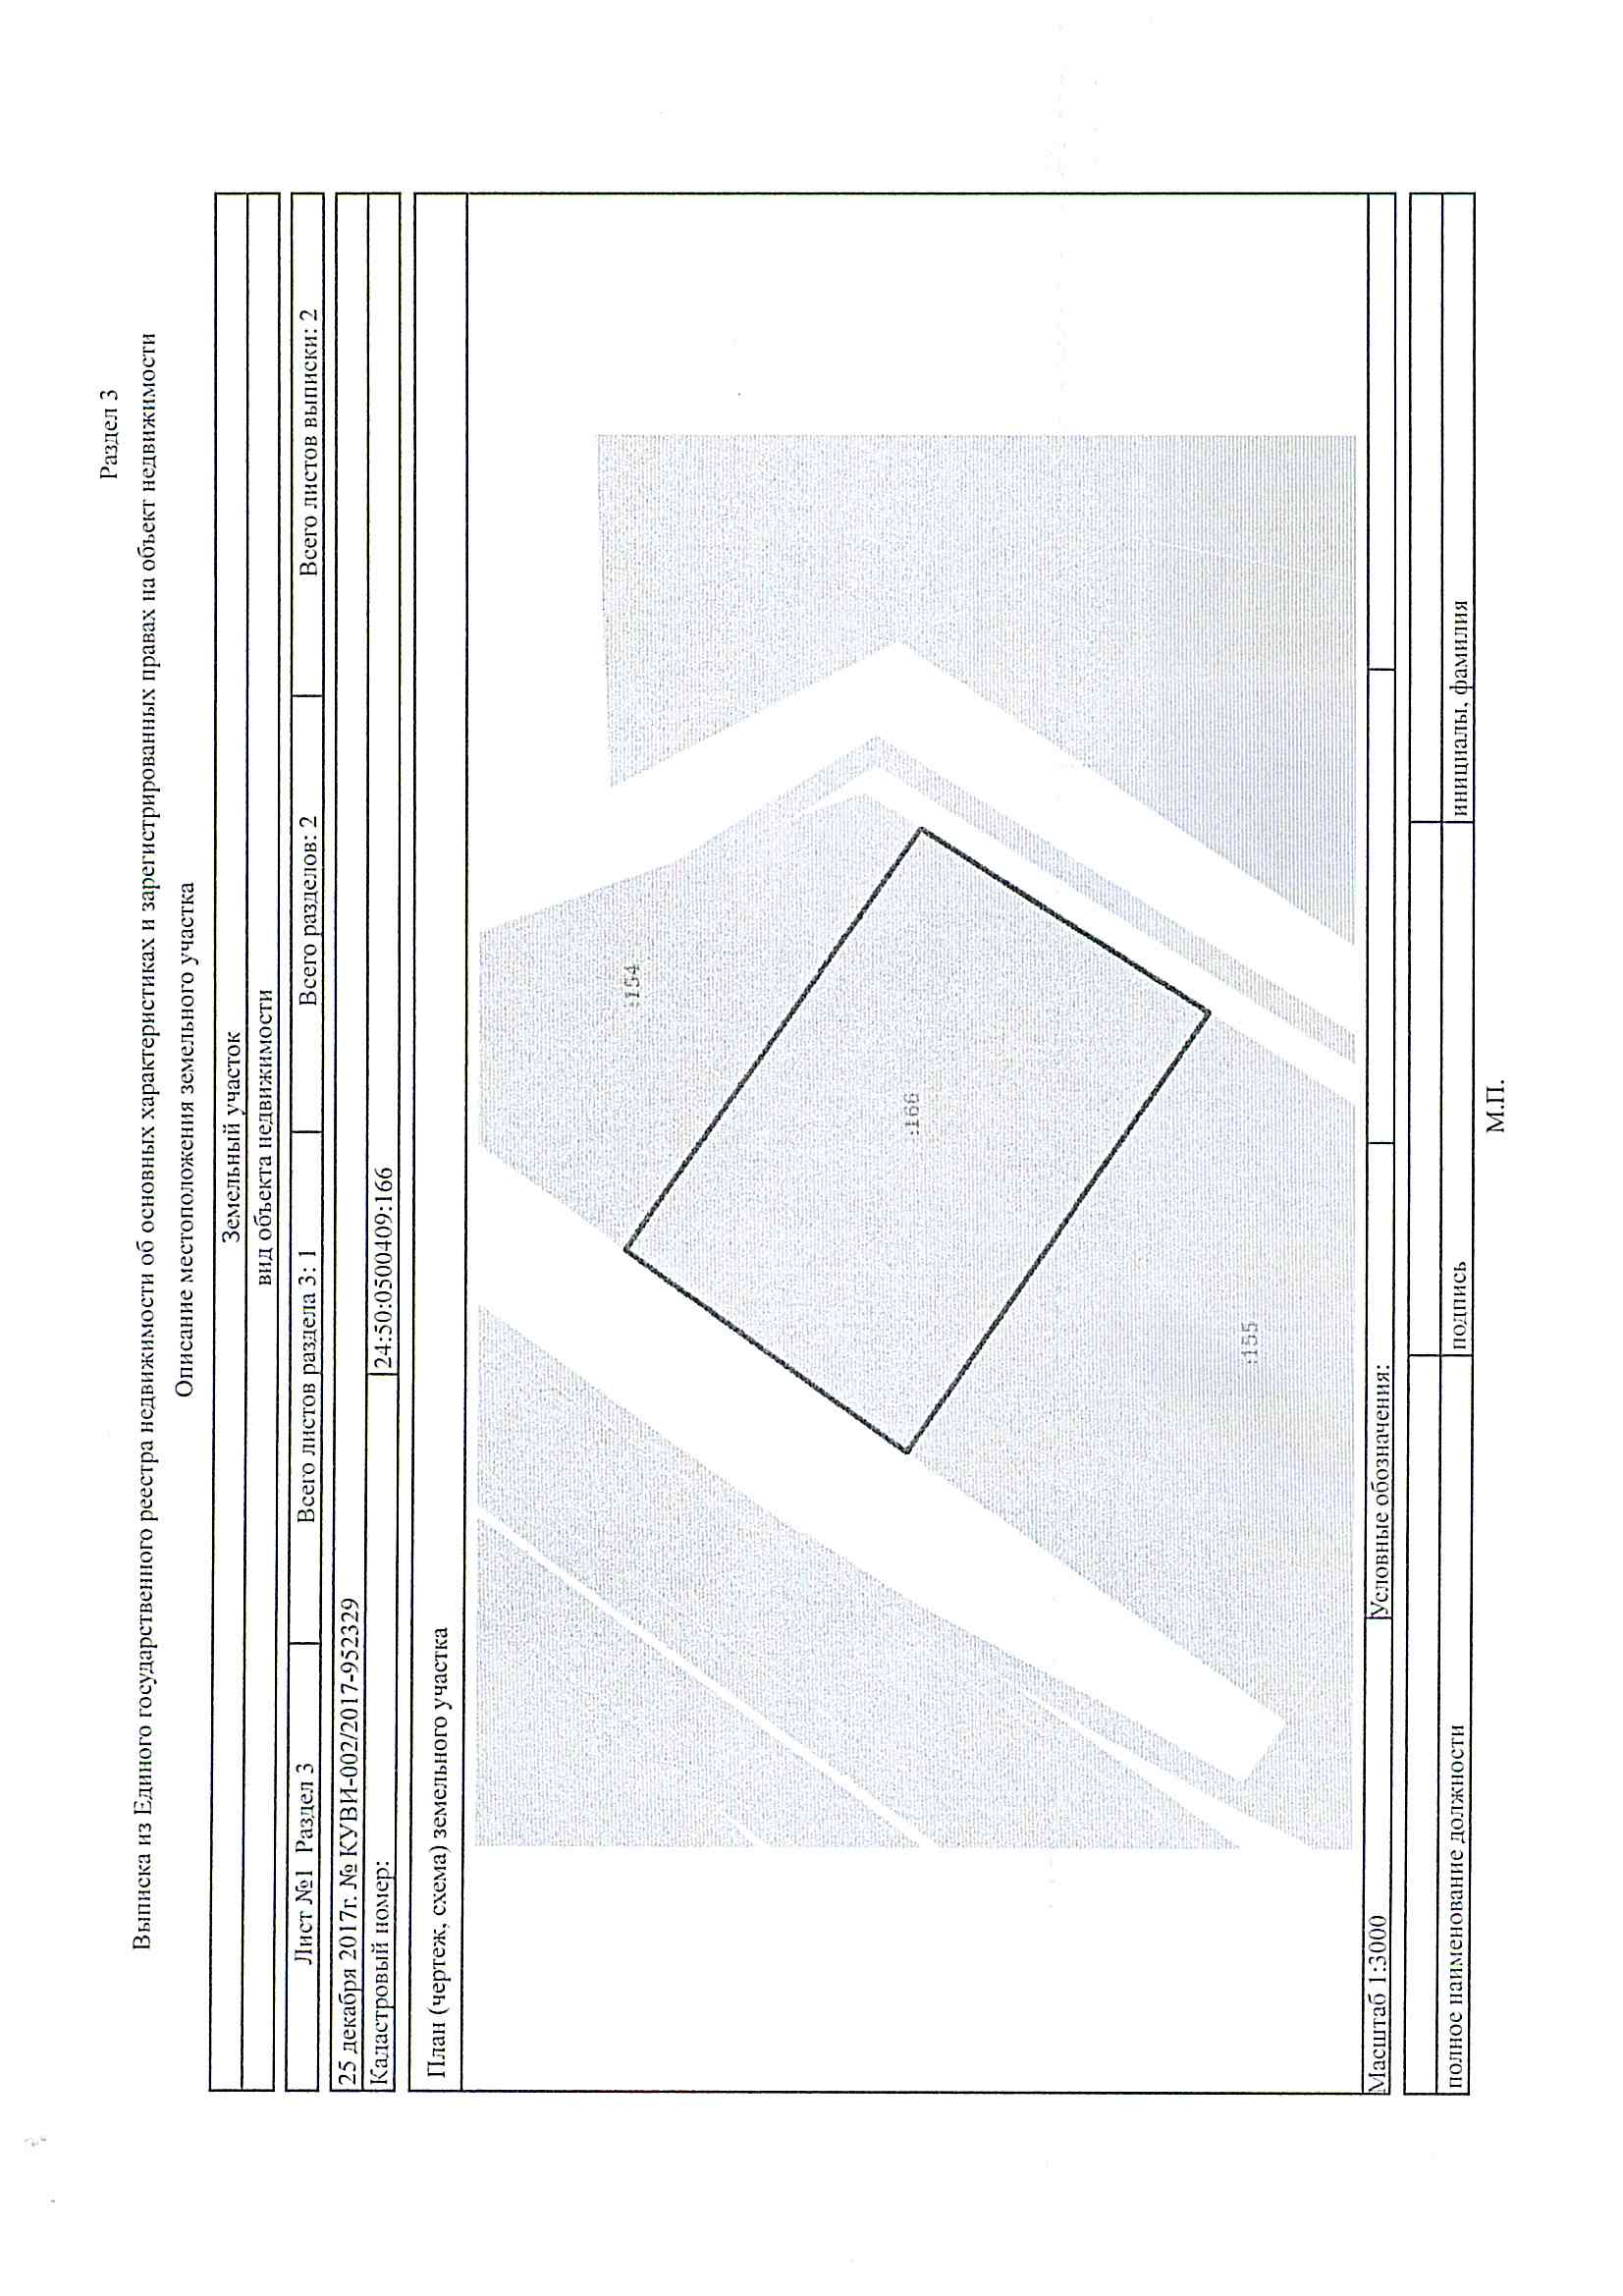 Раздел 3
Выписка из Единого государственного реестра недвижимости об основных характеристиках и зарегистрированных правах на объект недвижимости
Описание местоположения земельного участка
Земельный участок
вид объекта недвижимости
Лист №1 Раздел 3 Всего листов раздела 3: 1 Всего разделов: 2 Всего листов выписки: 2
25 декабря 2017г. № КУВИ-002/2017-952329
Кадастровый номер: 24:50:0500409:166
План (чертеж, схема) земельного участка
:154
:166
:155
Масштаб 1:3000 Условные обозначения:
полное наименование должности подпись инициалы, фамилия
М.П.